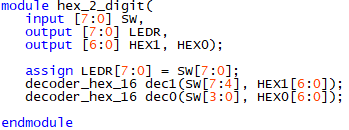 module hex_2_digit(
input [7:0] SW,
output [7:0] LEDR,
output [6:0] HEX1, HEX0);
assign LEDR[7:0] = SW[7:0];
decoder_hex_16 dec1(SW[7:4], HEX1[6:0]);
decoder_hex_16 dec0(SW[3:0], HEX0[6:0]);
endmodule